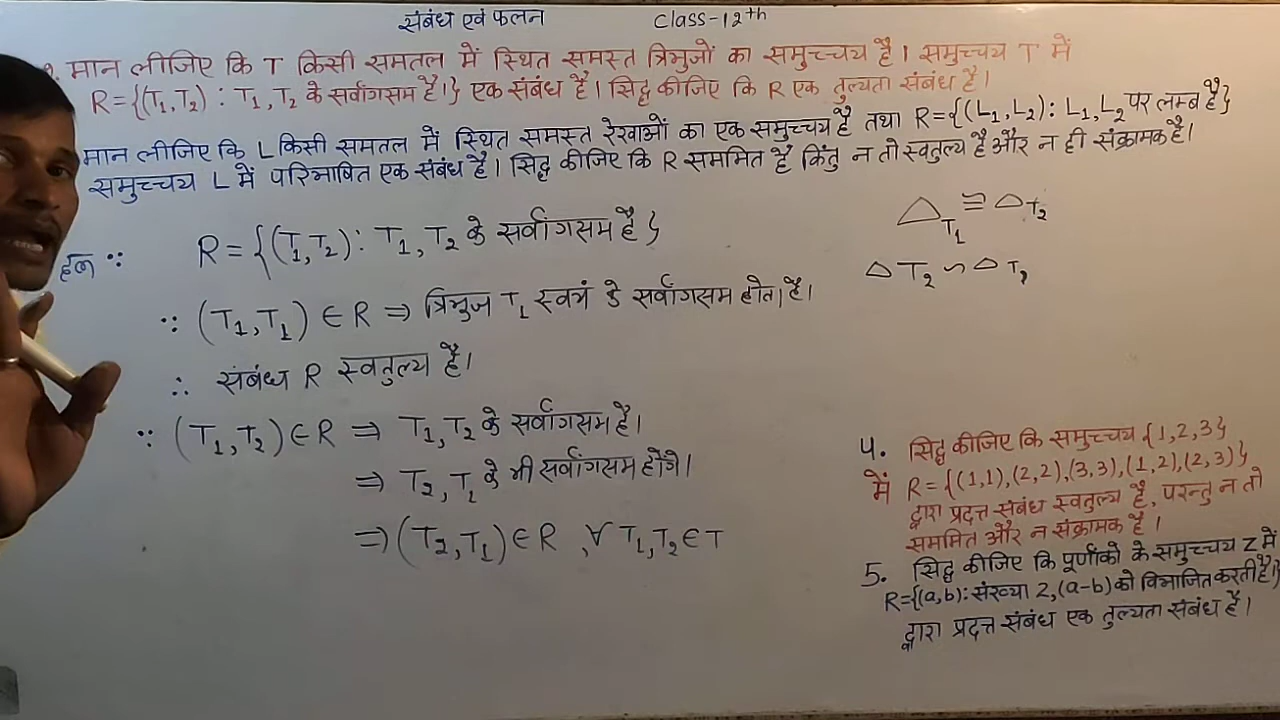 संबंध एवं फलन Class-12th
मान लीजिए कि T किसी समतल में स्थित समस्त त्रिभुजों का समुच्चय है। समुच्चय T में
R={(T₁,T₂) : T₁,T₂ के सर्वांगसम है।} एक संबंध है। सिद्ध कीजिए कि R एक तुल्यता संबंध है।
मान लीजिए कि L किसी समतल में स्थित समस्त रेखाओं का एक समुच्चय है तथा R={(L₁,L₂): L₁,L₂ पर लम्ब है}
समुच्चय L में परिभाषित एक संबंध है। सिद्ध कीजिए कि R सममित है किंतु न तो स्वतुल्य है और न ही संक्रामक है।
हल ∵ R={(T₁,T₂): T₁,T₂ के सर्वांगसम है}
△T₁ ≅ △T₂
△T₂ ∽ △T₁
∵ (T₁,T₁) ∈ R ⇒ त्रिभुज T₁ स्वयं के सर्वांगसम होता है।
∴ संबंध R स्वतुल्य है।
∵ (T₁,T₂) ∈ R ⇒ T₁,T₂ के सर्वांगसम है।
⇒ T₂,T₁ के भी सर्वांगसम होंगे।
⇒ (T₂,T₁) ∈ R ,∀ T₁,T₂ ∈ T
4. सिद्ध कीजिए कि समुच्चय {1,2,3}
में R={(1,1),(2,2),(3,3),(1,2),(2,3)}
द्वारा प्रदत्त संबंध स्वतुल्य है, परन्तु न तो
सममित और न संक्रामक है।
5. सिद्ध कीजिए कि पूर्णांको के समुच्चय Z में
R={(a,b): संख्या 2,(a-b) को विभाजित करती है}
द्वारा प्रदत्त संबंध एक तुल्यता संबंध है।